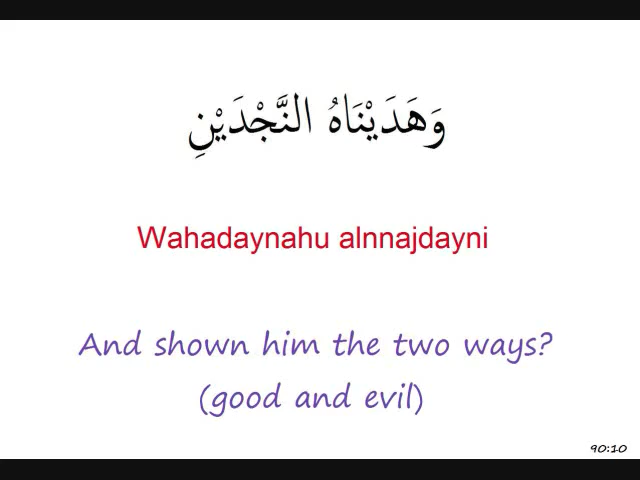 وَهَدَيْنَاهُ النَّجْدَيْنِ
Wahadaynahu alnnajdayni
And shown him the two ways?
(good and evil)
90:10